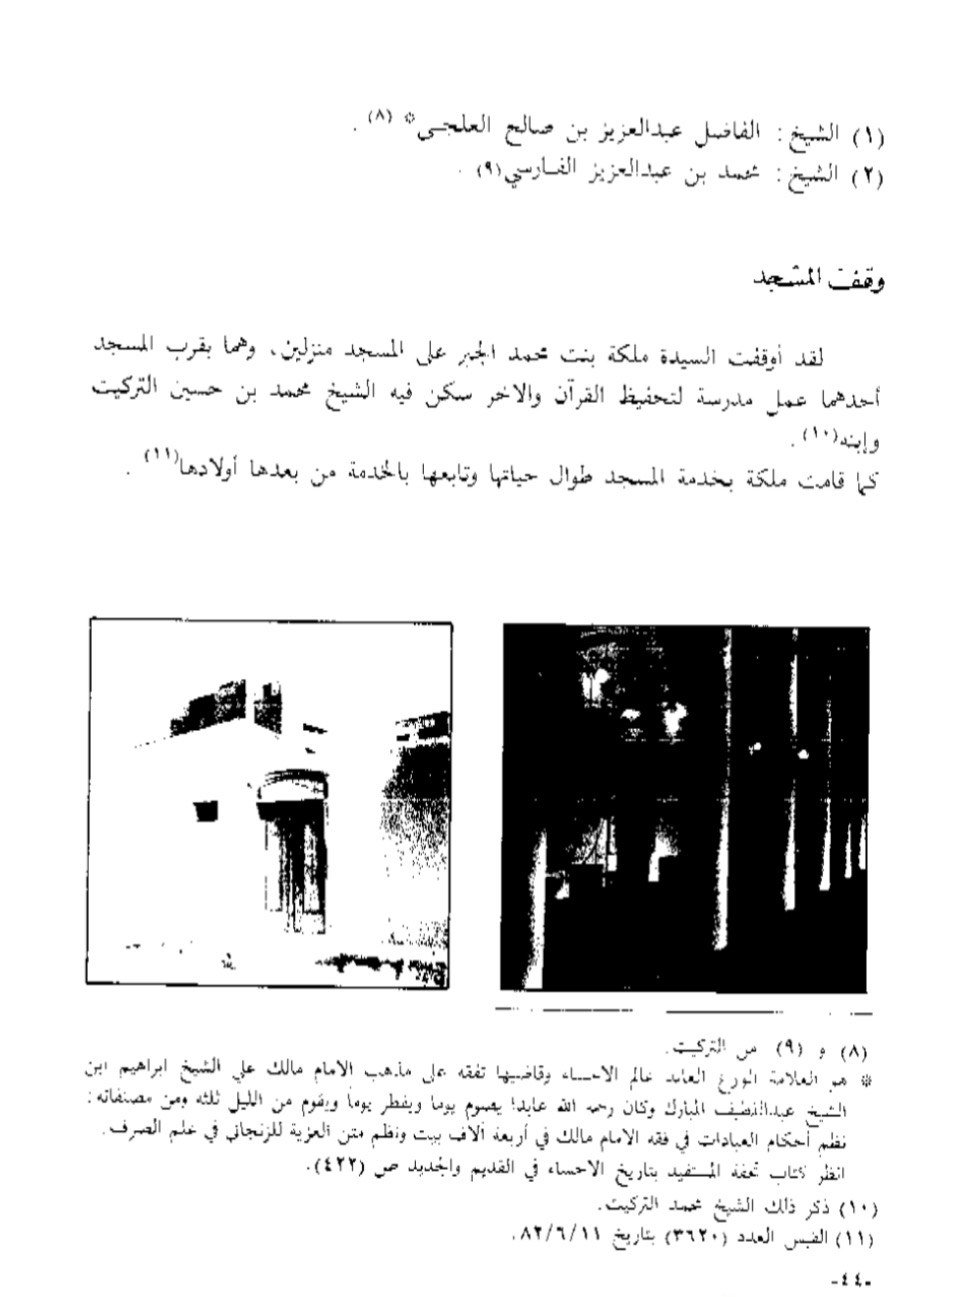 (١) الشيخ : الفاضل عبدالعزيز بن صالح العلجي* (٨) .
(٢) الشيخ : محمد بن عبدالعزيز الفارسي(٩) .
وقفت المسجد
لقد أوقفت السيدة ملكة بنت محمد الجبر على المسجد منزلين، وهما بقرب المسجد
أحدهما عمل مدرسة لتحفيظ القرآن والاخر سكن فيه الشيخ محمد بن حسين التركيت
وإبنه(١٠) .
كما قامت ملكة بخدمة المسجد طوال حياتها وتابعها بالخدمة من بعدها أولادها(١١) .
(٨) و (٩) من التركيت.
* هو العلامة الورع العابد عالم الاحساء وقاضيها تفقه على مذهب الامام مالك على الشيخ ابراهيم ابن
الشيخ عبداللطيف المبارك وكان رحمه الله عابدا يصوم يوما ويفطر يوما ويقوم من الليل ثلثه ومن مصنفاته :
نظم أحكام العبادات في فقه الامام مالك في أربعة ألاف بيت ونظم متن العزية للزنجاني في علم الصرف.
انظر كتاب تحفة المستفيد بتاريخ الاحساء في القديم والجديد ص (٤٢٢).
(١٠) ذكر ذلك الشيخ محمد التركيت.
(١١) القبس العدد (٣٦٢٠) بتاريخ ٨٢/٦/١١.
-٤٤-